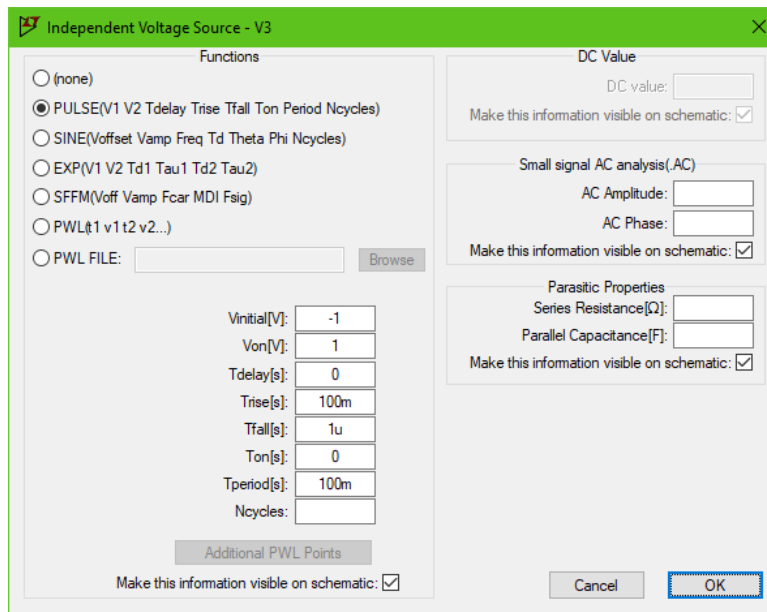 Independent Voltage Source - V3
Functions
(none)
PULSE(V1 V2 Tdelay Trise Tfall Ton Period Ncycles)
SINE(Voffset Vamp Freq Td Theta Phi Ncycles)
EXP(V1 V2 Td1 Tau1 Td2 Tau2)
SFFM(Voff Vamp Fcar MDI Fsig)
PWL(t1 v1 t2 v2...)
PWL FILE: Browse
Vinitial[V]: -1
Von[V]: 1
Tdelay[s]: 0
Trise[s]: 100m
Tfall[s]: 1u
Ton[s]: 0
Tperiod[s]: 100m
Ncycles:
Additional PWL Points
Make this information visible on schematic:
DC Value
DC value:
Make this information visible on schematic:
Small signal AC analysis(.AC)
AC Amplitude:
AC Phase:
Make this information visible on schematic:
Parasitic Properties
Series Resistance[Ω]:
Parallel Capacitance[F]:
Make this information visible on schematic:
Cancel OK